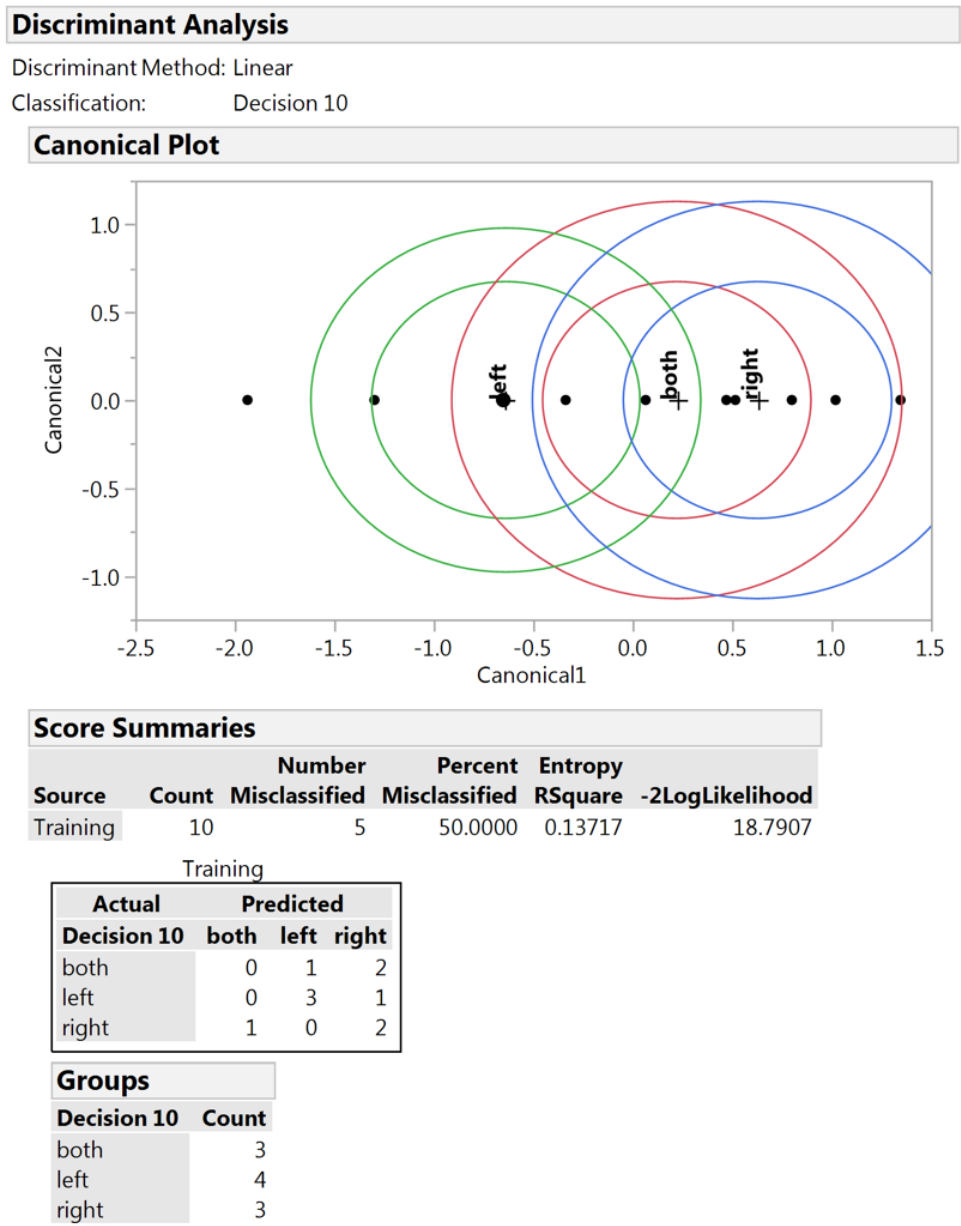 Discriminant Analysis
Discriminant Method: Linear
Classification: Decision 10
Canonical Plot
Canonical2
1.0
0.5
0.0
-0.5
-1.0
left
both
right
-2.5 -2.0 -1.5 -1.0 -0.5 0.0 0.5 1.0 1.5
Canonical1
Score Summaries
Number Percent Entropy
Source Count Misclassified Misclassified RSquare -2LogLikelihood
Training 10 5 50.0000 0.13717 18.7907
Training
Actual Predicted
Decision 10 both left right
both 0 1 2
left 0 3 1
right 1 0 2
Groups
Decision 10 Count
both 3
left 4
right 3